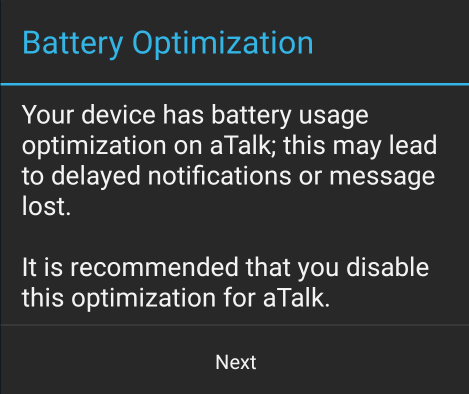 Battery Optimization
Your device has battery usage
optimization on aTalk; this may lead
to delayed notifications or message
lost.
It is recommended that you disable
this optimization for aTalk.
Next